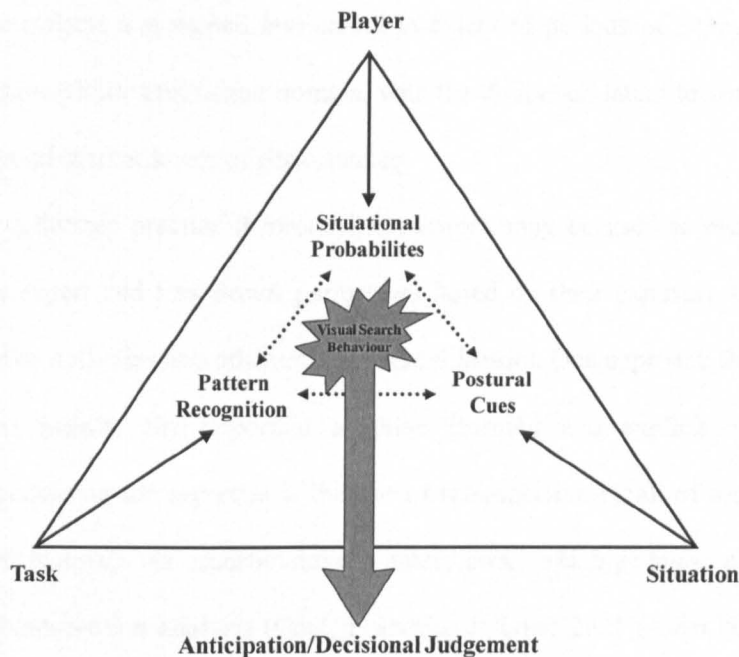 Player
Situational
Probabilites
Visual Search
Behaviour
Pattern
Recognition
Postural
Cues
Task
Situation
Anticipation/Decisional Judgement